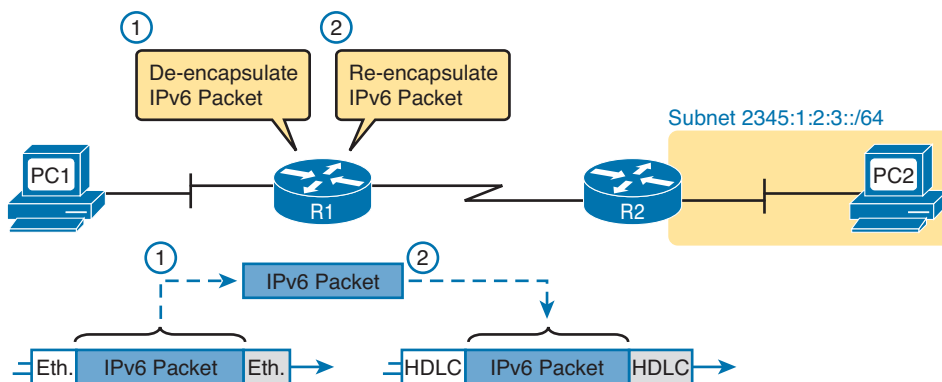 1
2
De-encapsulate
IPv6 Packet
Re-encapsulate
IPv6 Packet
Subnet 2345:1:2:3::/64
PC1
R1
R2
PC2
1
IPv6 Packet
2
Eth.
IPv6 Packet
Eth.
HDLC
IPv6 Packet
HDLC